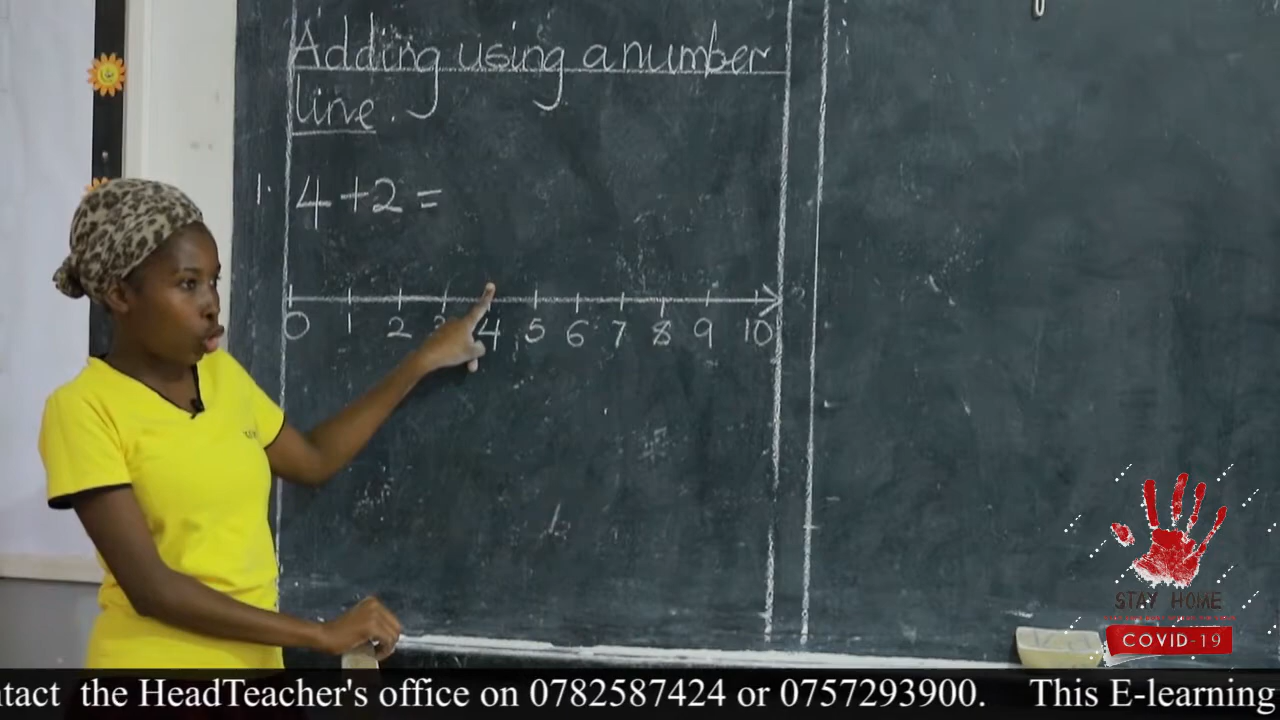 Adding using a number
line.
1. 4+2=
0 1 2 3 4 5 6 7 8 9 10
STAY HOME
COVID-19
ntact the HeadTeacher's office on 0782587424 or 0757293900. This E-learning